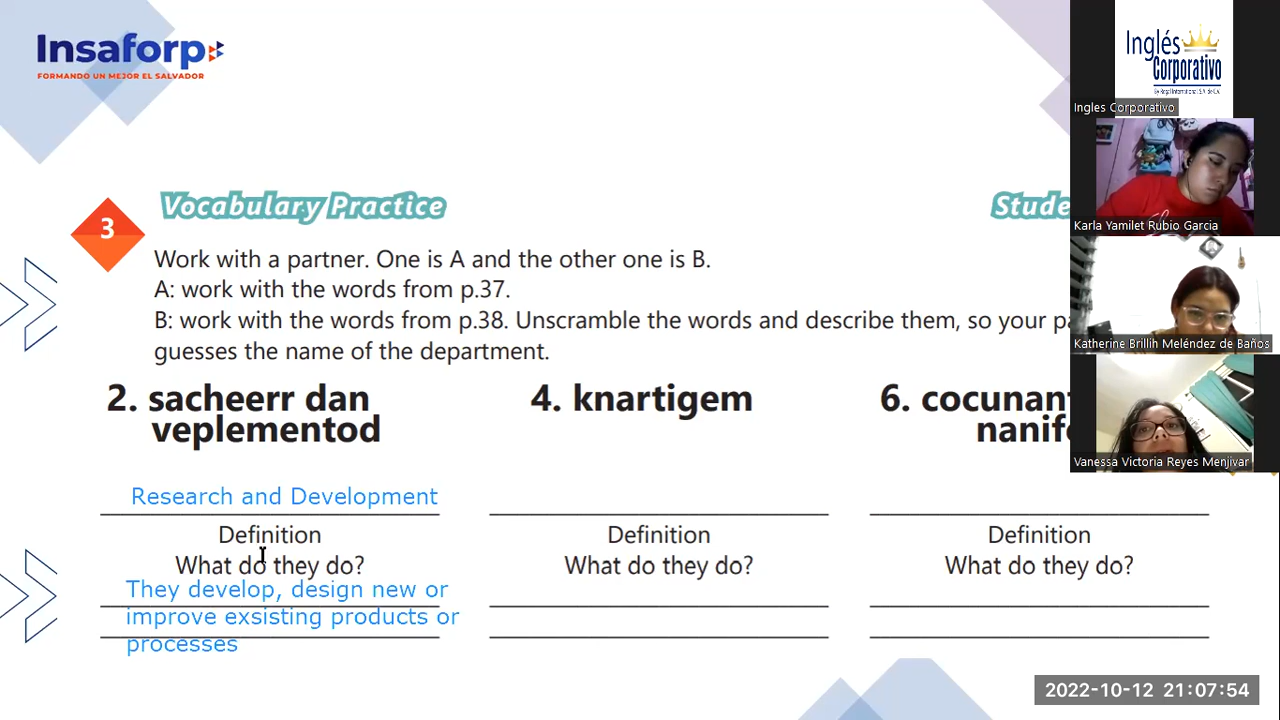 Insaforp
FORMANDO UN MEJOR EL SALVADOR
Inglés
Corporativo
Ingles Corporativo
Karla Yamilet Rubio Garcia
Katherine Brillih Meléndez de Baños
Vanessa Victoria Reyes Menjivar
3
Vocabulary Practice
Stude
Work with a partner. One is A and the other one is B.
A: work with the words from p.37.
B: work with the words from p.38. Unscramble the words and describe them, so your pa
guesses the name of the department.
2. sacheerr dan
veplementod
4. knartigem
6. cocunant
nanif
Research and Development
Definition
What do they do?
They develop, design new or
improve exsisting products or
processes
Definition
What do they do?
Definition
What do they do?
2022-10-12 21:07:54